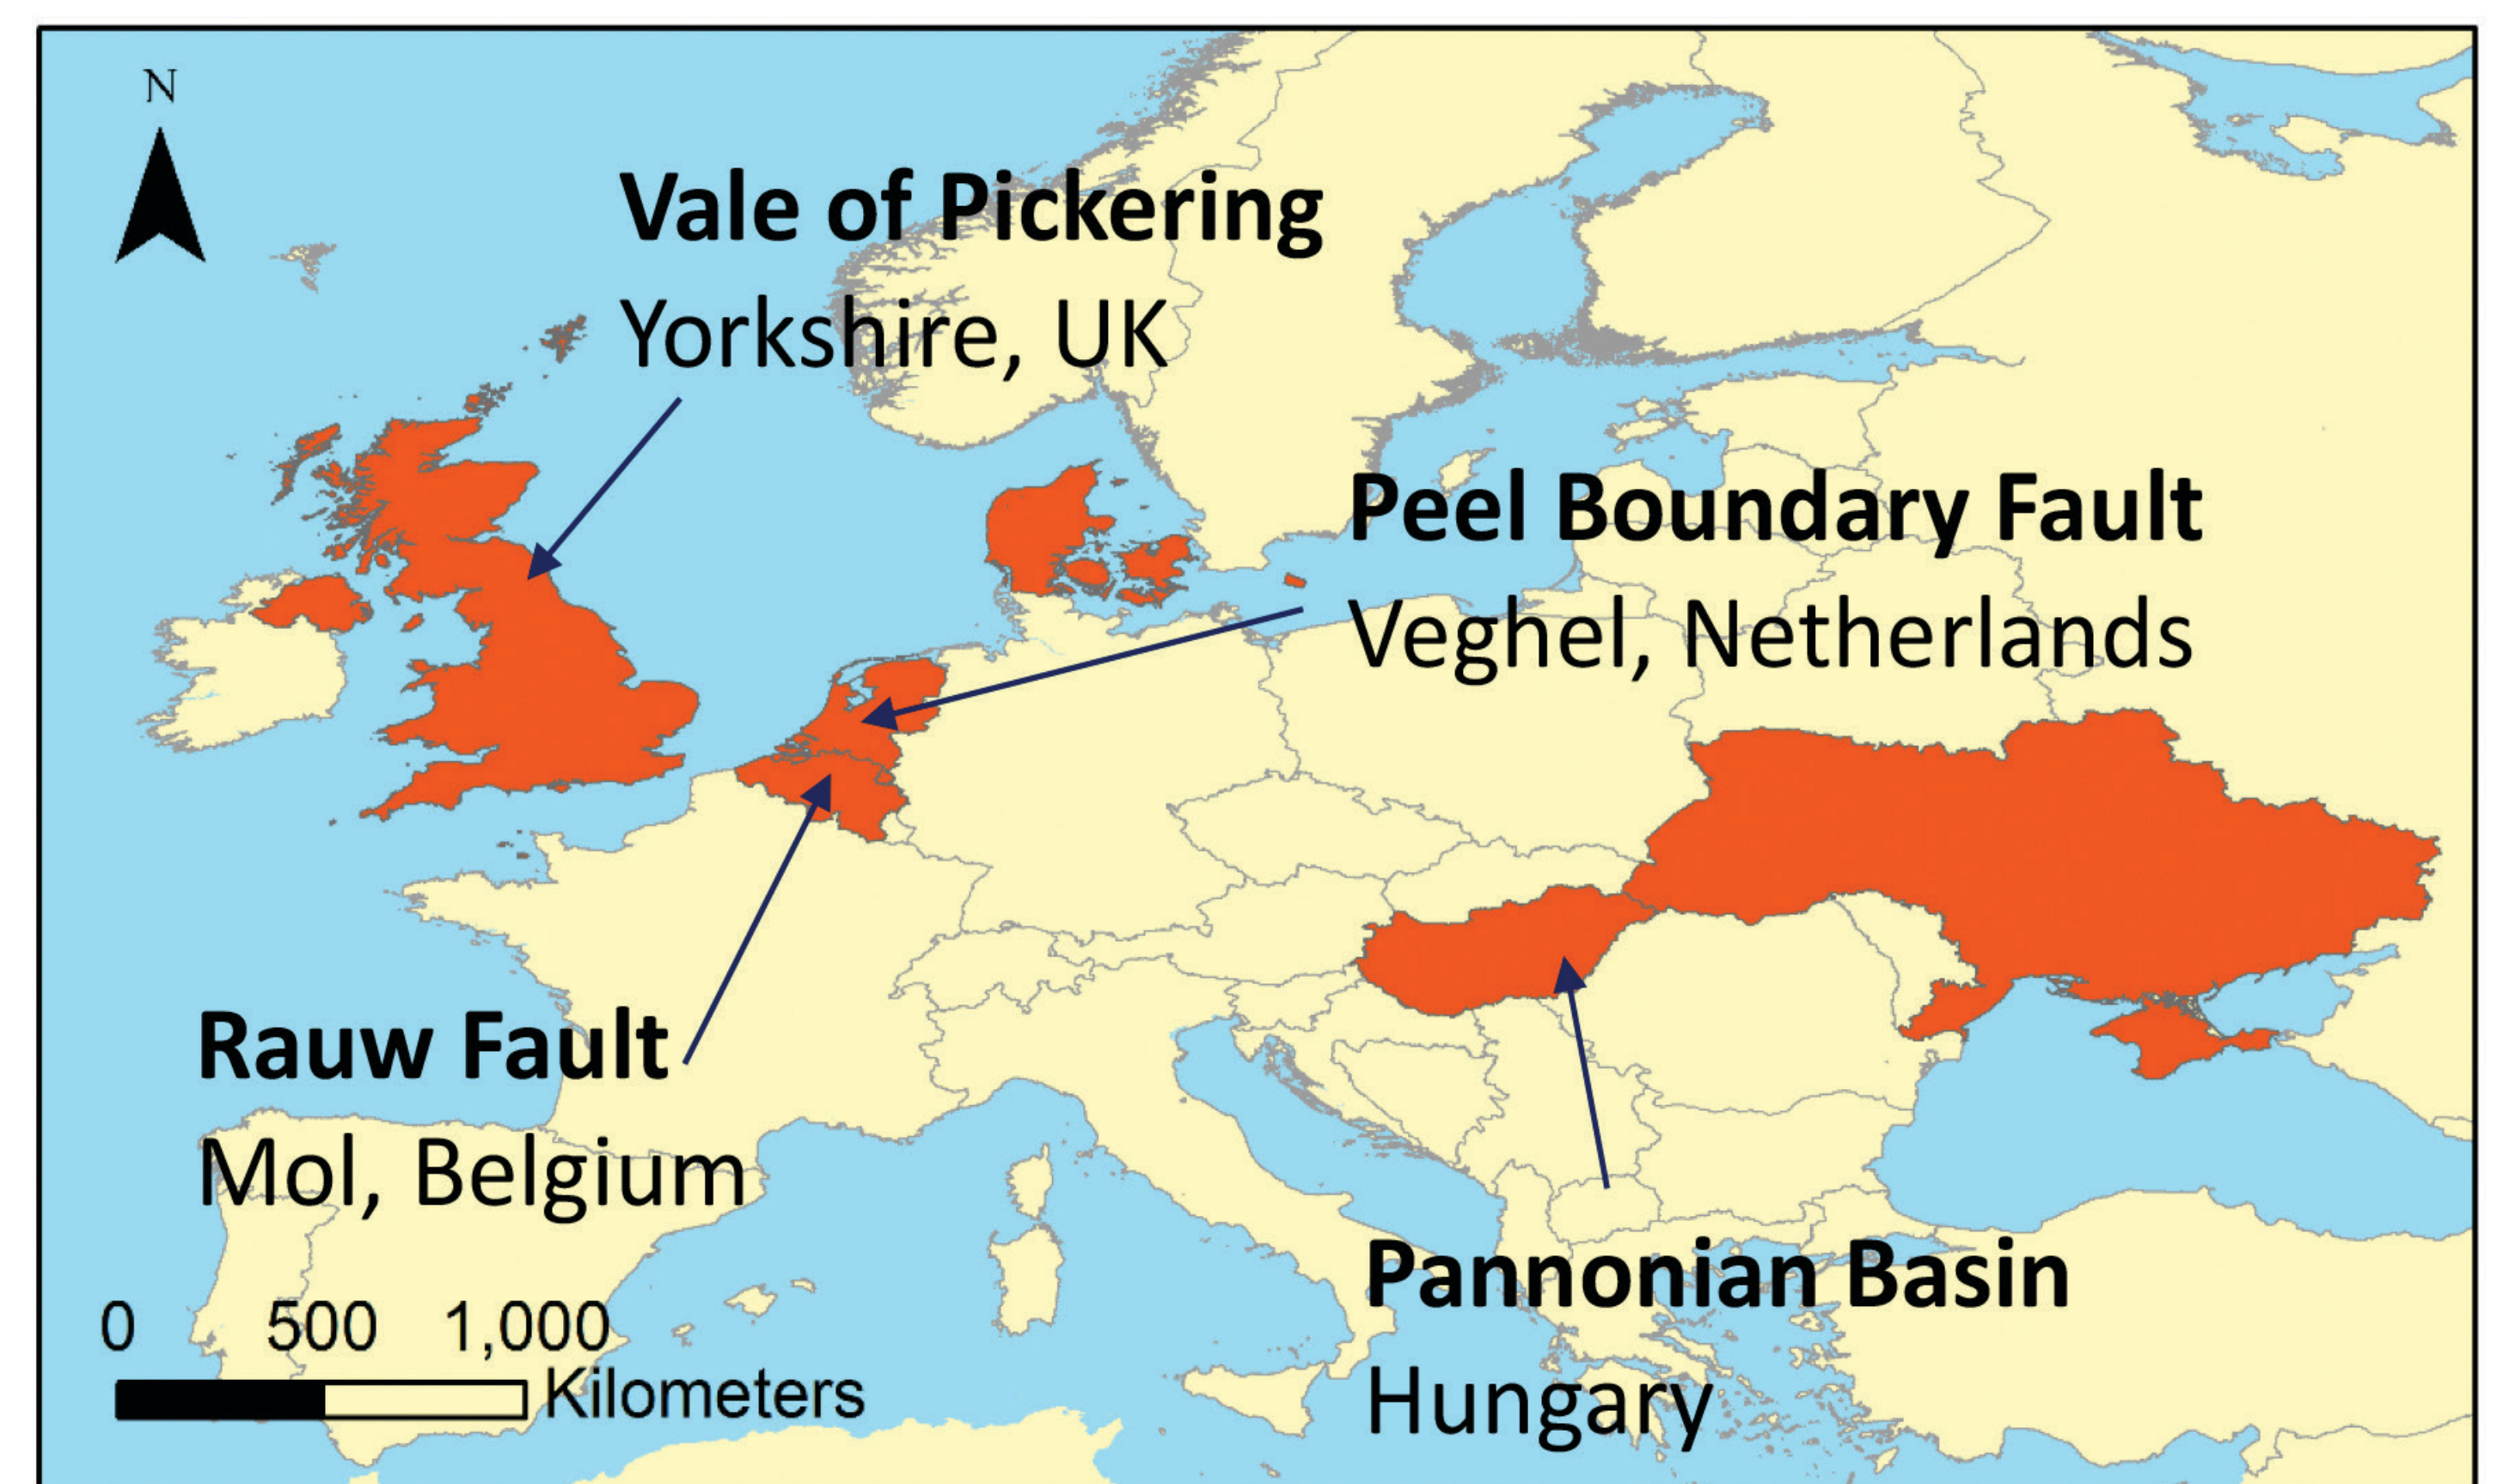 N
Vale of Pickering
Yorkshire, UK
Peel Boundary Fault
Veghel, Netherlands
Rauw Fault
Mol, Belgium
Pannonian Basin
Hungary
0 500 1,000
Kilometers